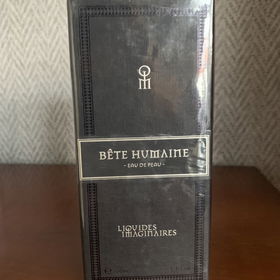 BÊTE HUMAINE
- EAU DE PEAU -
LIQUIDES
IMAGINAIRES